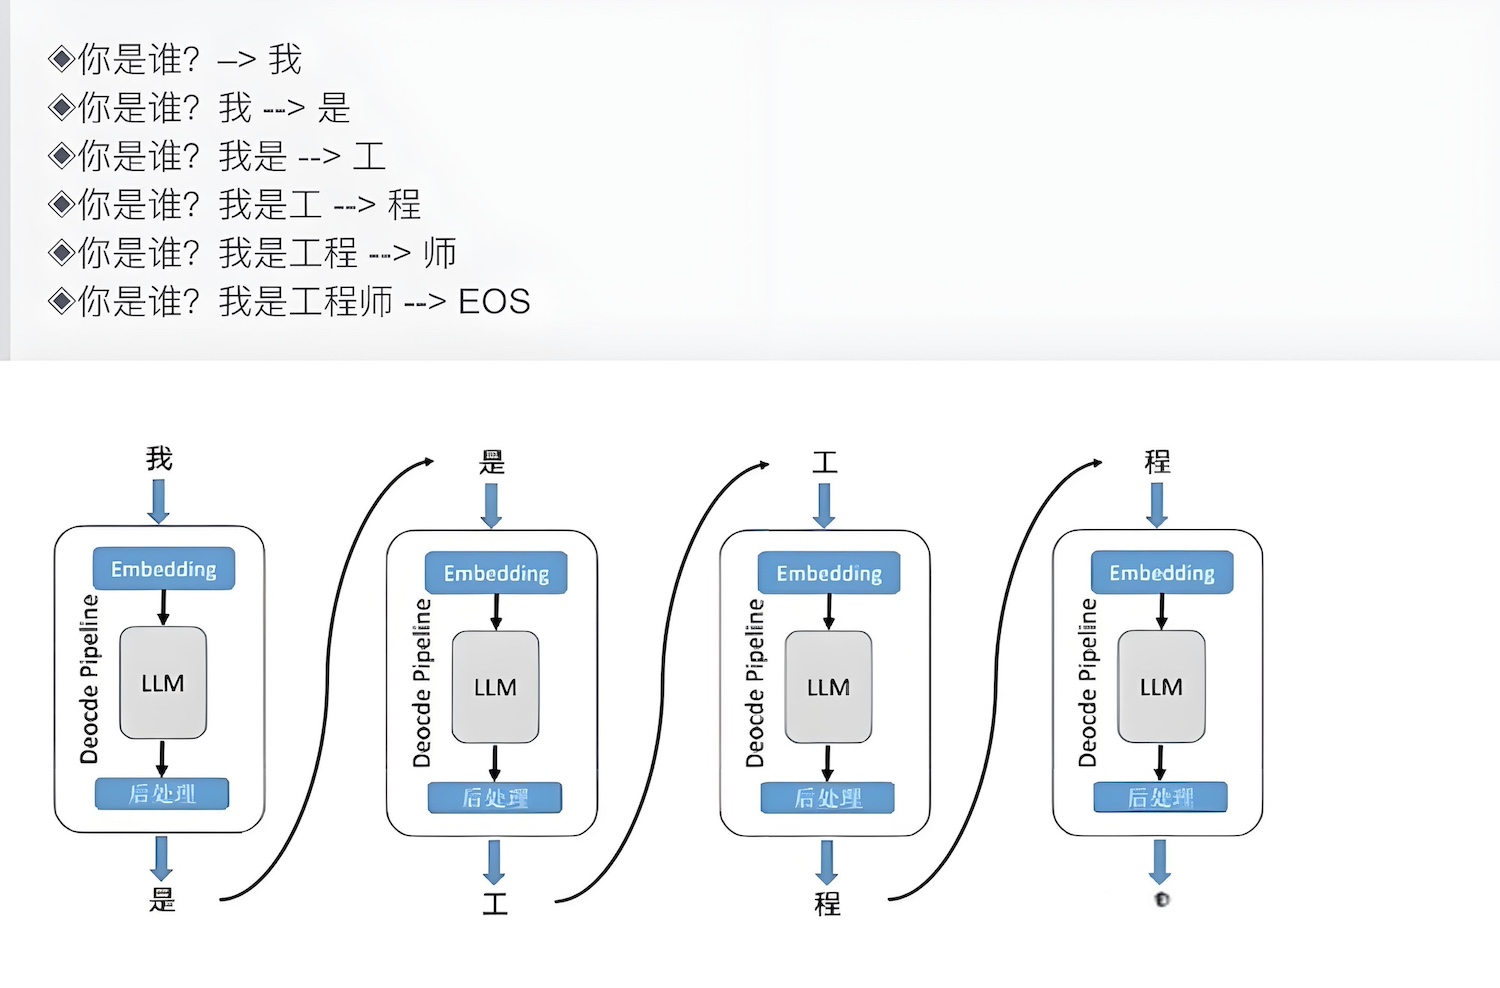 ◈你是谁？–> 我
◈你是谁？我 --> 是
◈你是谁？我是 --> 工
◈你是谁？我是工 --> 程
◈你是谁？我是工程 --> 师
◈你是谁？我是工程师 --> EOS
我
是
工
程
Embedding
Embedding
Embedding
Embedding
Deocde Pipeline
Deocde Pipeline
Deocde Pipeline
Deocde Pipeline
LLM
LLM
LLM
LLM
后处理
后处理
后处理
后处理
是
工
程